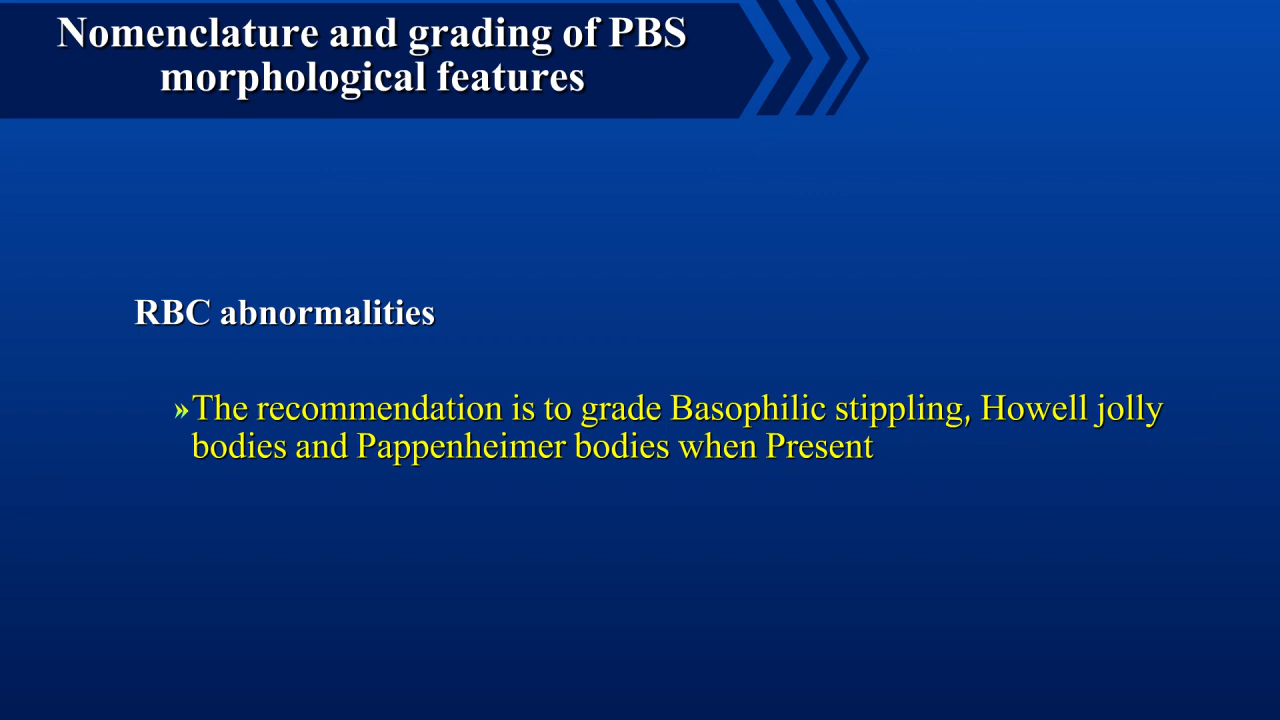 Nomenclature and grading of PBS
morphological features
RBC abnormalities
»The recommendation is to grade Basophilic stippling, Howell jolly
bodies and Pappenheimer bodies when Present